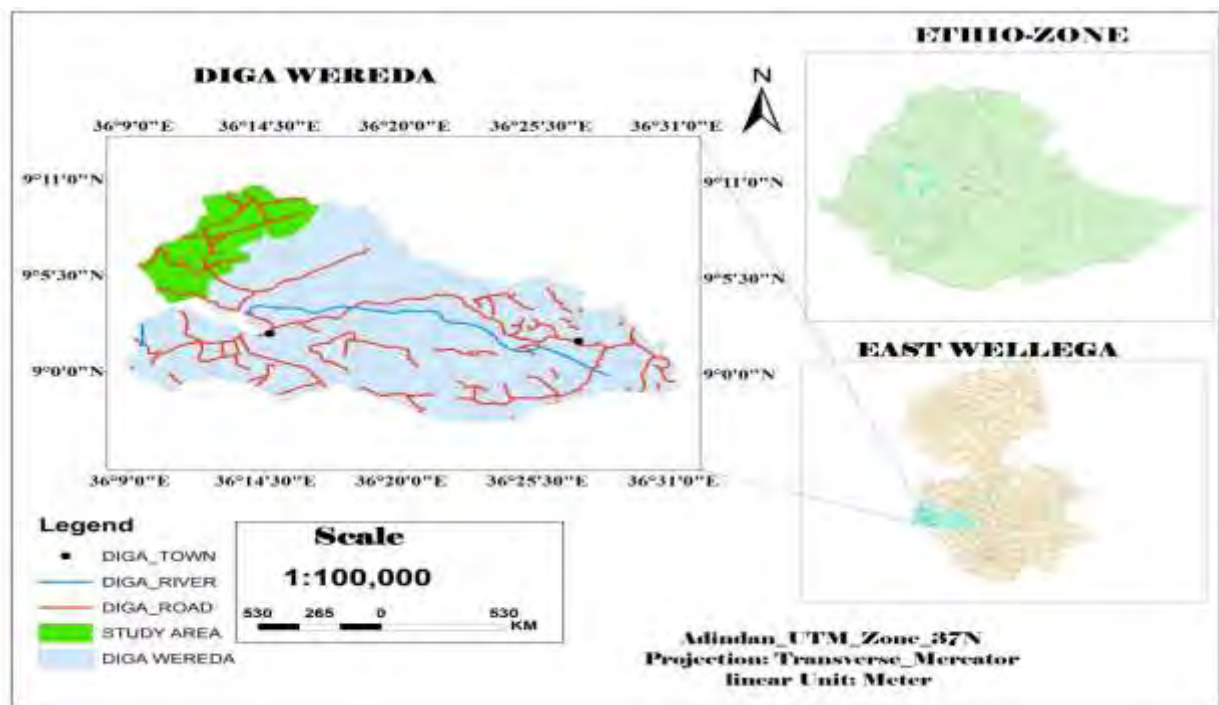 ETHIO-ZONE
DIGA WEREDA
N
36°9'0"E 36°14'30"E 36°20'0"E 36°25'30"E 36°31'0"E
9°11'0"N 9°11'0"N
9°5'30"N 9°5'30"N
9°0'0"N 9°0'0"N
36°9'0"E 36°14'30"E 36°20'0"E 36°25'30"E 36°31'0"E
EAST WELLEGA
Legend
DIGA_TOWN
DIGA_RIVER
DIGA_ROAD
STUDY AREA
DIGA WEREDA
Scale
1:100,000
530 265 0 530
KM
Adindan_UTM_Zone_37N
Projection: Transverse_Mercator
linear Unit: Meter